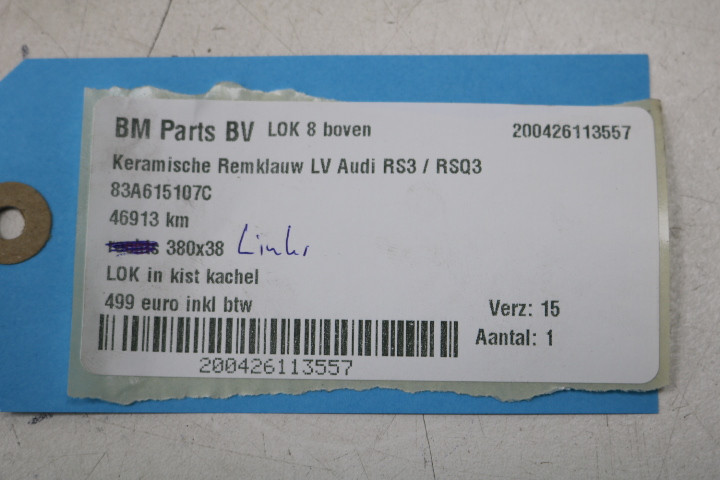 BM Parts BV LOK 8 boven 200426113557
Keramische Remklauw LV Audi RS3 / RSQ3
83A615107C
46913 km
380x38 Links
LOK in kist kachel
499 euro inkl btw Verz: 15
Aantal: 1
200426113557